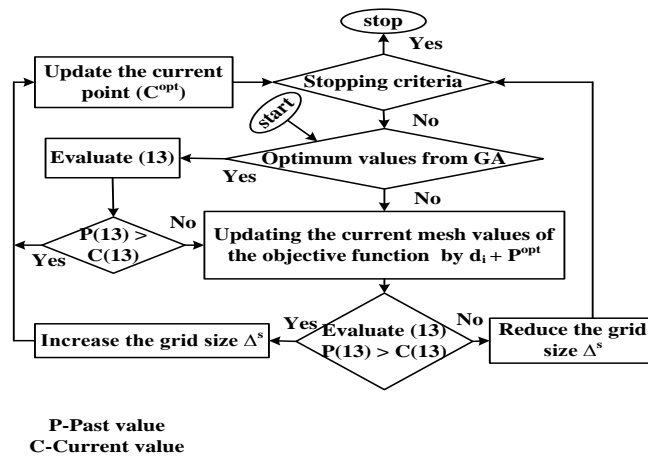 stop
Yes
Update the current
point (C^opt)
Stopping criteria
No
start
Evaluate (13)
Yes
Optimum values from GA
No
P(13) >
C(13)
No
Yes
Updating the current mesh values of
the objective function by d_i + P^opt
Increase the grid size Δ^s
Yes
Evaluate (13)
P(13) > C(13)
No
Reduce the grid
size Δ^s
P-Past value
C-Current value